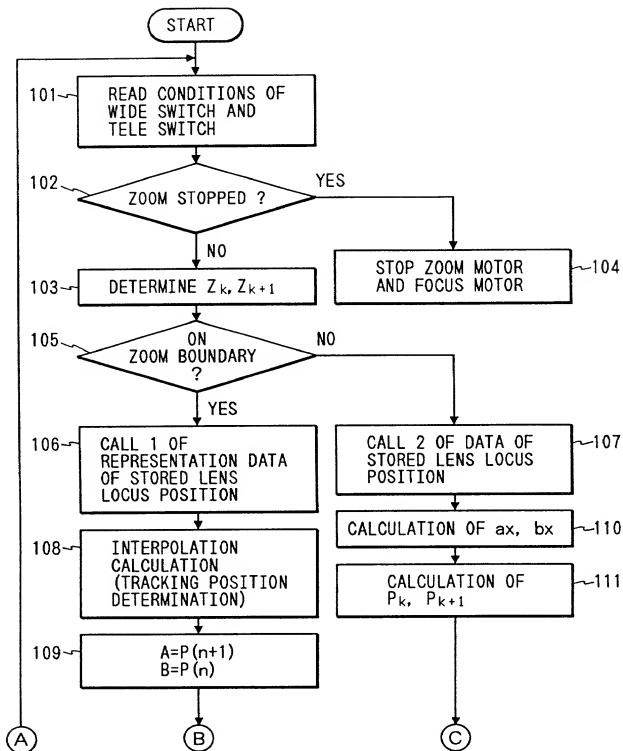 START
101
READ CONDITIONS OF
WIDE SWITCH AND
TELE SWITCH
102
ZOOM STOPPED ?
YES
NO
103
DETERMINE Zk, Zk+1
STOP ZOOM MOTOR
AND FOCUS MOTOR
104
105
ON
ZOOM BOUNDARY
?
NO
YES
106
CALL 1 OF
REPRESENTATION DATA
OF STORED LENS
LOCUS POSITION
CALL 2 OF DATA OF
STORED LENS LOCUS
POSITION
107
108
INTERPOLATION
CALCULATION
(TRACKING POSITION
DETERMINATION)
CALCULATION OF ax, bx
110
CALCULATION OF
Pk, Pk+1
111
109
A=P(n+1)
B=P(n)
A
B
C